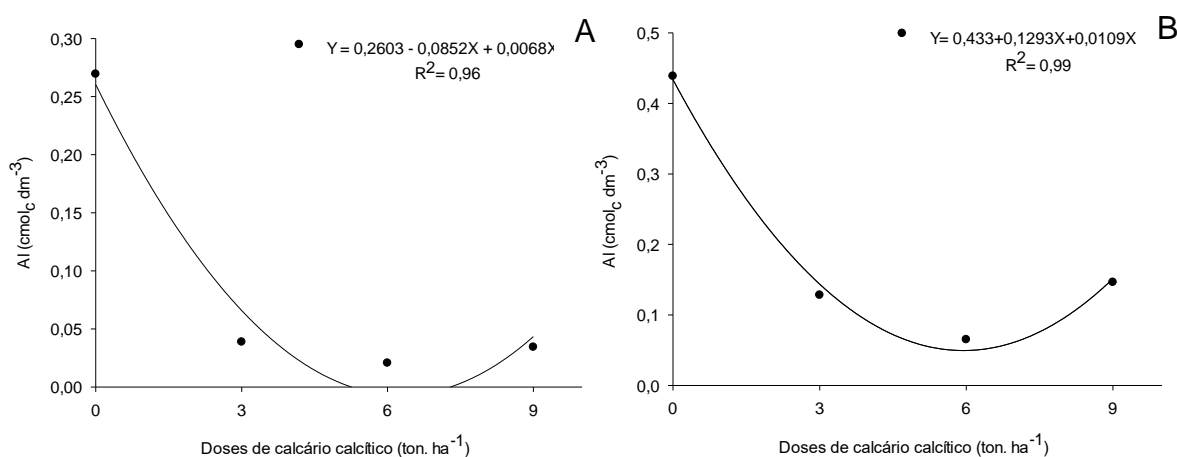 A
Y = 0,2603 - 0,0852X + 0,0068X
R2= 0,96
0,30
0,25
0,20
0,15
0,10
0,05
0,00
Al (cmolc dm-3)
0 3 6 9
Doses de calcário calcítico (ton. ha-1)
B
Y= 0,433+0,1293X+0,0109X
R2= 0,99
0,5
0,4
0,3
0,2
0,1
0,0
Al (cmolc dm-3)
0 3 6 9
Doses de calcário calcítico (ton. ha-1)